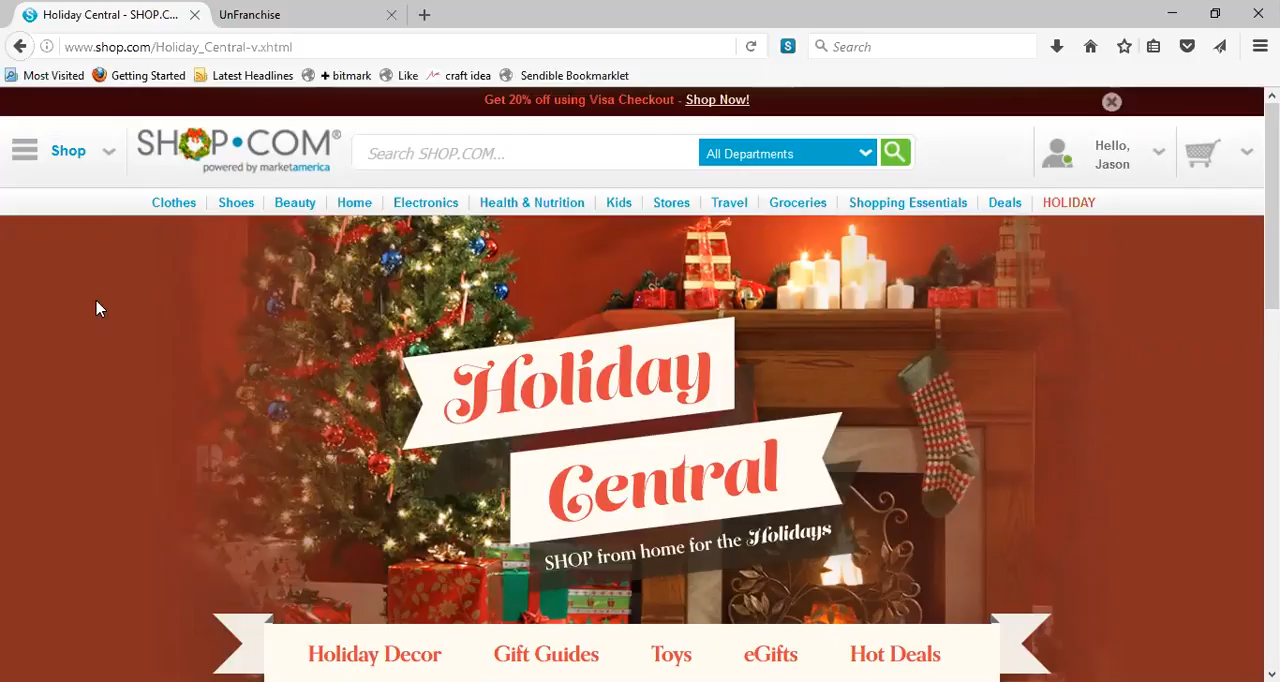 Holiday Central - SHOP.C... UnFranchise
www.shop.com/Holiday_Central-v.xhtml Search
Most Visited Getting Started Latest Headlines + bitmark Like craft idea Sendible Bookmarklet
Get 20% off using Visa Checkout - Shop Now!
Shop SHOP•COM® Search SHOP.COM... All Departments Hello,
Jason
powered by marketamerica
Clothes Shoes Beauty Home Electronics Health & Nutrition Kids Stores Travel Groceries Shopping Essentials Deals HOLIDAY
Holiday
Central
SHOP from home for the Holidays
Holiday Decor Gift Guides Toys eGifts Hot Deals